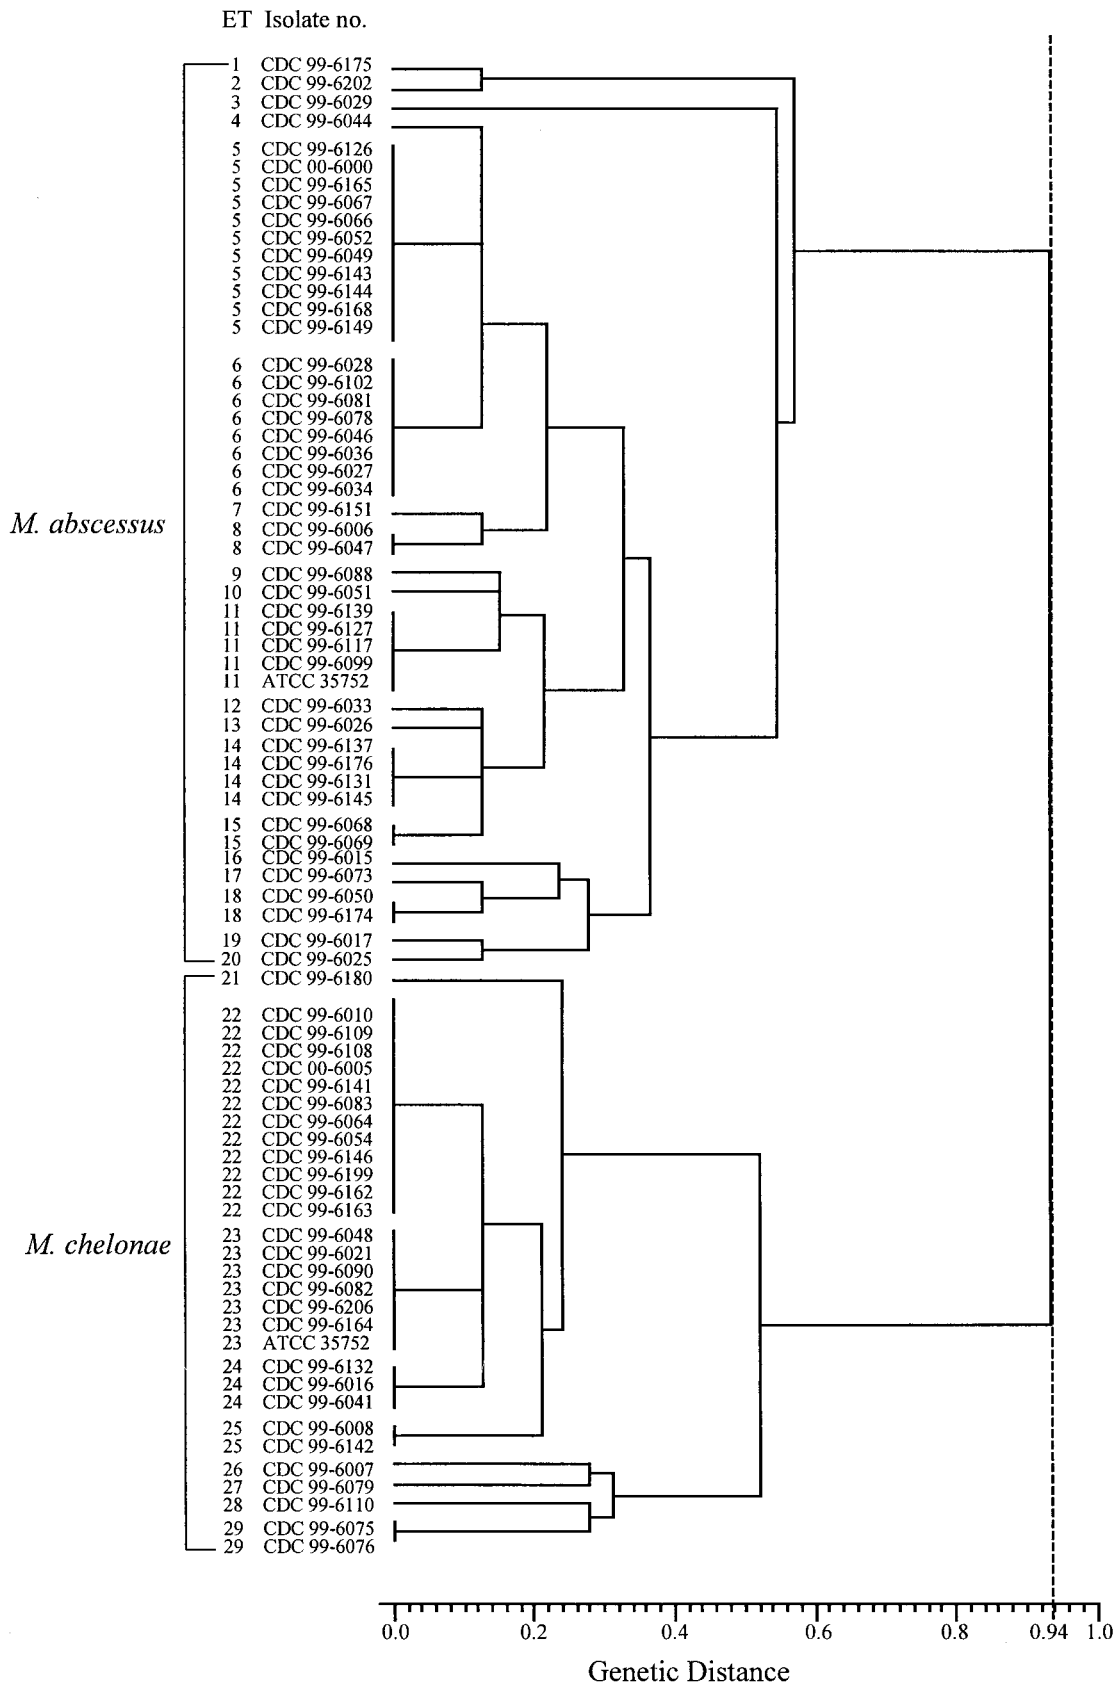 ET Isolate no.
1 CDC 99-6175
2 CDC 99-6202
3 CDC 99-6029
4 CDC 99-6044
5 CDC 99-6126
5 CDC 00-6000
5 CDC 99-6165
5 CDC 99-6067
5 CDC 99-6066
5 CDC 99-6052
5 CDC 99-6049
5 CDC 99-6143
5 CDC 99-6144
5 CDC 99-6168
5 CDC 99-6149
6 CDC 99-6028
6 CDC 99-6102
6 CDC 99-6081
6 CDC 99-6078
6 CDC 99-6046
6 CDC 99-6036
6 CDC 99-6027
6 CDC 99-6034
7 CDC 99-6151
M. abscessus
8 CDC 99-6006
8 CDC 99-6047
9 CDC 99-6088
10 CDC 99-6051
11 CDC 99-6139
11 CDC 99-6127
11 CDC 99-6117
11 CDC 99-6099
11 ATCC 35752
12 CDC 99-6033
13 CDC 99-6026
14 CDC 99-6137
14 CDC 99-6176
14 CDC 99-6131
14 CDC 99-6145
15 CDC 99-6068
15 CDC 99-6069
16 CDC 99-6015
17 CDC 99-6073
18 CDC 99-6050
18 CDC 99-6174
19 CDC 99-6017
20 CDC 99-6025
21 CDC 99-6180
22 CDC 99-6010
22 CDC 99-6109
22 CDC 99-6108
22 CDC 00-6005
22 CDC 99-6141
22 CDC 99-6083
22 CDC 99-6064
22 CDC 99-6054
22 CDC 99-6146
22 CDC 99-6199
22 CDC 99-6162
22 CDC 99-6163
23 CDC 99-6048
M. chelonae
23 CDC 99-6021
23 CDC 99-6090
23 CDC 99-6082
23 CDC 99-6206
23 CDC 99-6164
23 ATCC 35752
24 CDC 99-6132
24 CDC 99-6016
24 CDC 99-6041
25 CDC 99-6008
25 CDC 99-6142
26 CDC 99-6007
27 CDC 99-6079
28 CDC 99-6110
29 CDC 99-6075
29 CDC 99-6076
0.0 0.2 0.4 0.6 0.8 0.94 1.0
Genetic Distance